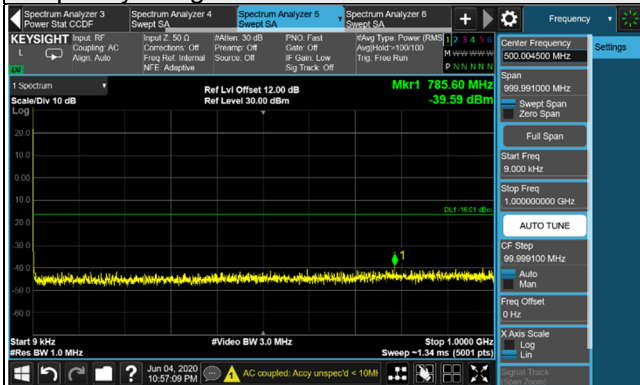 Spectrum Analyzer 3
Power Stat CCDF
Spectrum Analyzer 4
Swept SA
Spectrum Analyzer 5
Swept SA
Spectrum Analyzer 6
Swept SA
Frequency
KEYSIGHT
L
LV
Input: RF
Coupling: AC
Align: Auto
Input Z: 50 Ω
Corrections: Off
Freq Ref: Internal
NFE: Adaptive
#Atten: 30 dB
Preamp: Off
Source: Off
PNO: Fast
Gate: Off
IF Gain: Low
Sig Track: Off
#Avg Type: Power (RMS
Avg|Hold:>100/100
Trig: Free Run
1 2 3 4 5 6
M W W W W W
P N N N N N
1 Spectrum
Scale/Div 10 dB
Ref Lvl Offset 12.00 dB
Ref Level 30.00 dBm
Mkr1 785.60 MHz
-39.59 dBm
Log
20.0
10.0
0.00
-10.0
DL1 -16.01 dBm
-20.0
-30.0
1
-40.0
-50.0
-60.0
Start 9 kHz
#Res BW 1.0 MHz
#Video BW 3.0 MHz
Stop 1.0000 GHz
Sweep ~1.34 ms (5001 pts)
Jun 04, 2020
10:57:09 PM
AC coupled: Accy unspec'd < 10MH
Center Frequency
500.004500 MHz
Span
999.991000 MHz
Swept Span
Zero Span
Full Span
Start Freq
9.000 kHz
Stop Freq
1.000000000 GHz
AUTO TUNE
CF Step
99.999100 MHz
Auto
Man
Freq Offset
0 Hz
X Axis Scale
Log
Lin
Signal Track
(Span Zoom)
Settings